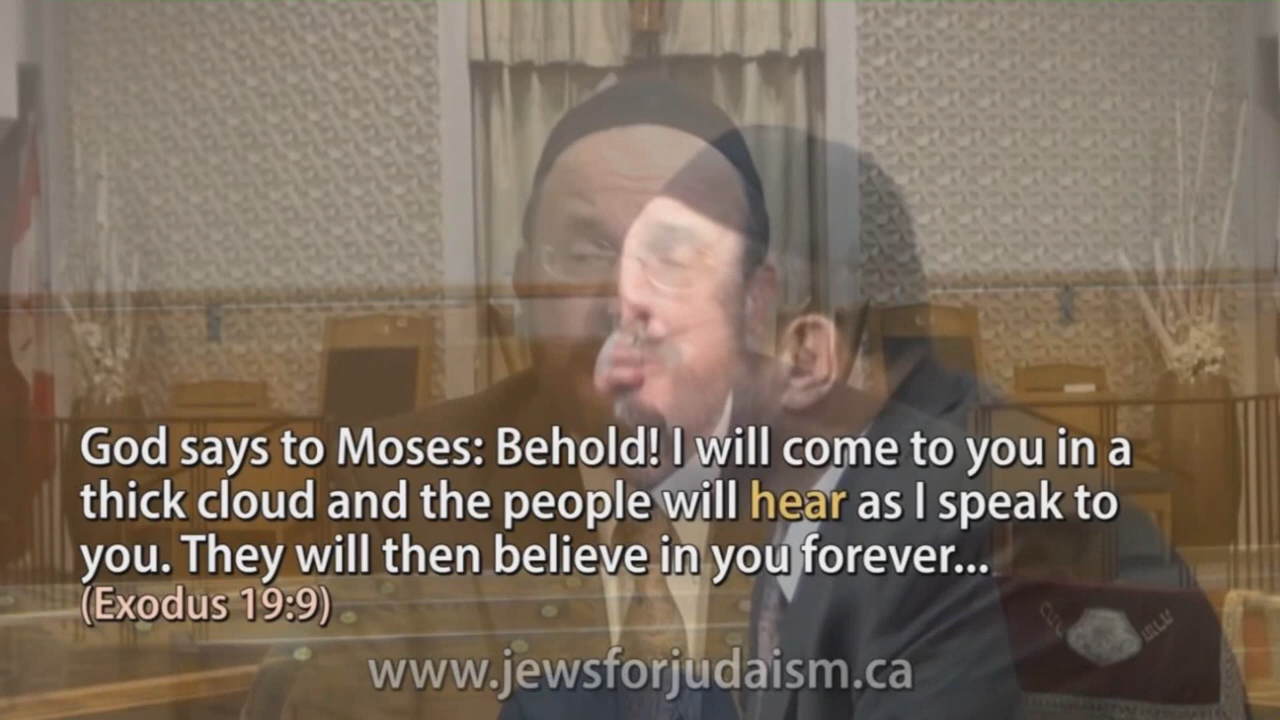 God says to Moses: Behold! I will come to you in a
thick cloud and the people will hear as I speak to
you. They will then believe in you forever...
(Exodus 19:9)
www.jewsforjudaism.ca